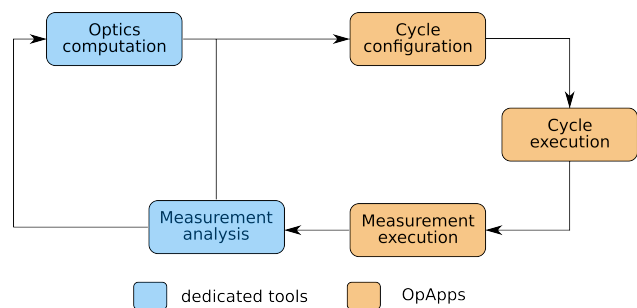 Optics
computation
Cycle
configuration
Cycle
execution
Measurement
analysis
Measurement
execution
dedicated tools
OpApps